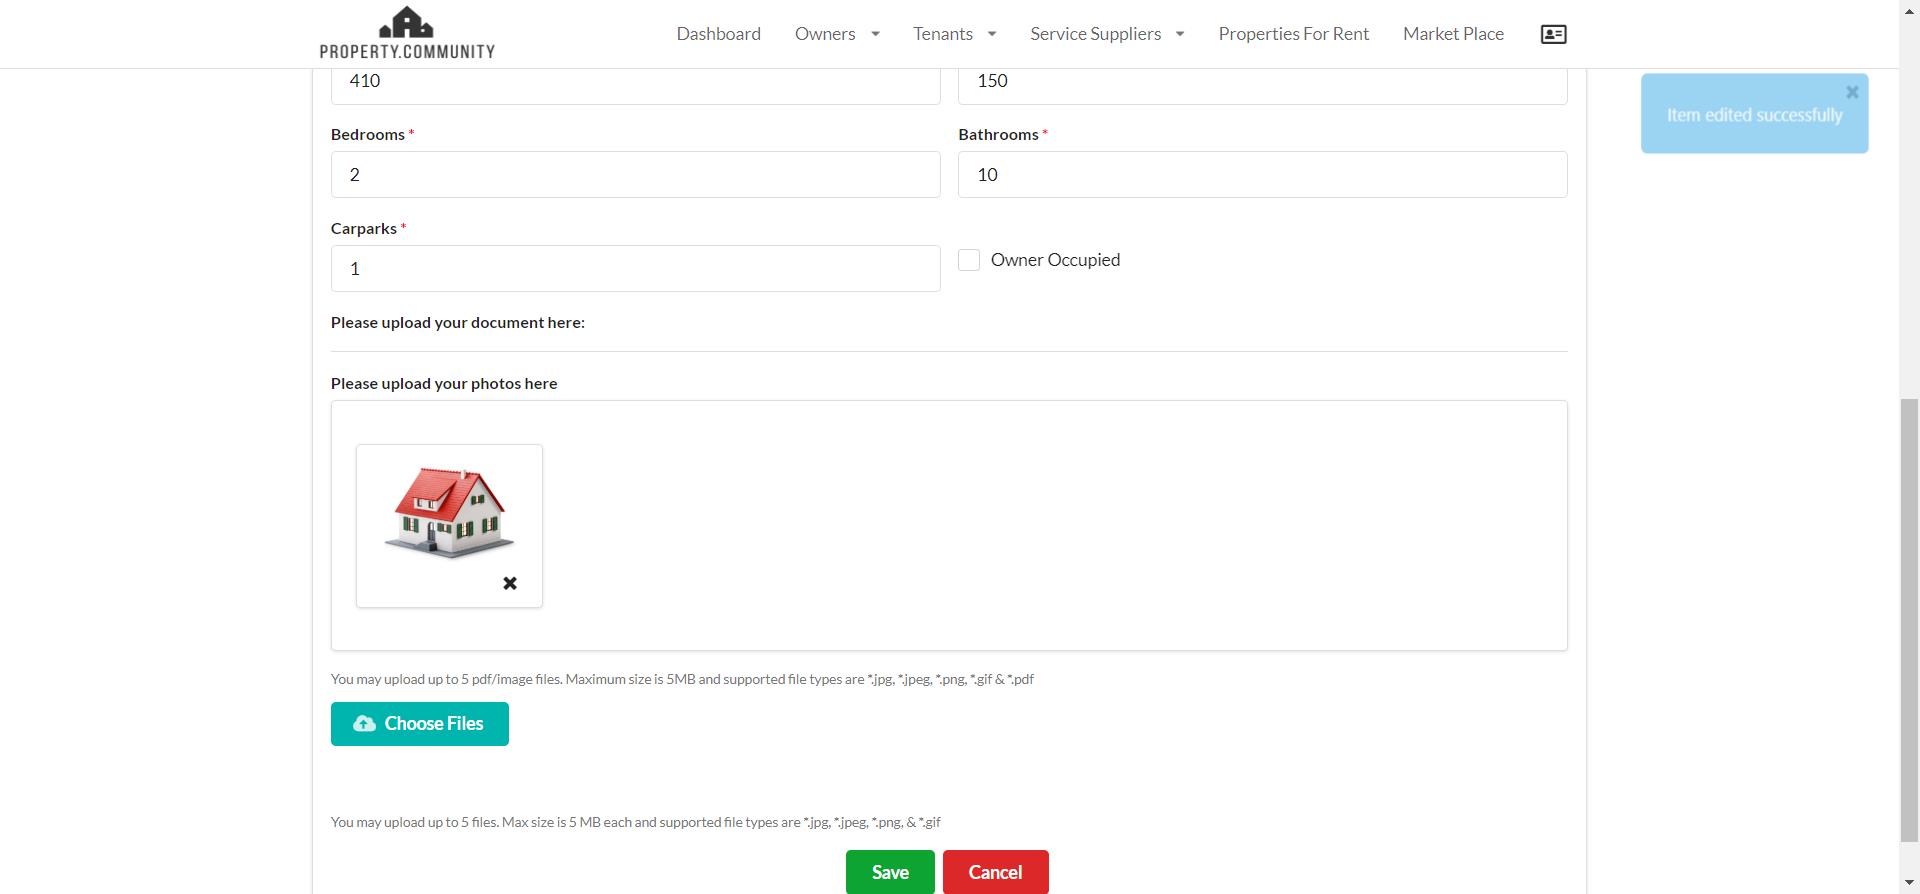 PROPERTY.COMMUNITY
Dashboard Owners Tenants Service Suppliers Properties For Rent Market Place
410 150
Item edited successfully
Bedrooms * Bathrooms *
2 10
Carparks *
1 Owner Occupied
Please upload your document here:
Please upload your photos here
You may upload up to 5 pdf/image files. Maximum size is 5MB and supported file types are *.jpg, *.jpeg, *.png, *.gif & *.pdf
Choose Files
You may upload up to 5 files. Max size is 5 MB each and supported file types are *.jpg, *.jpeg, *.png, & *.gif
Save Cancel